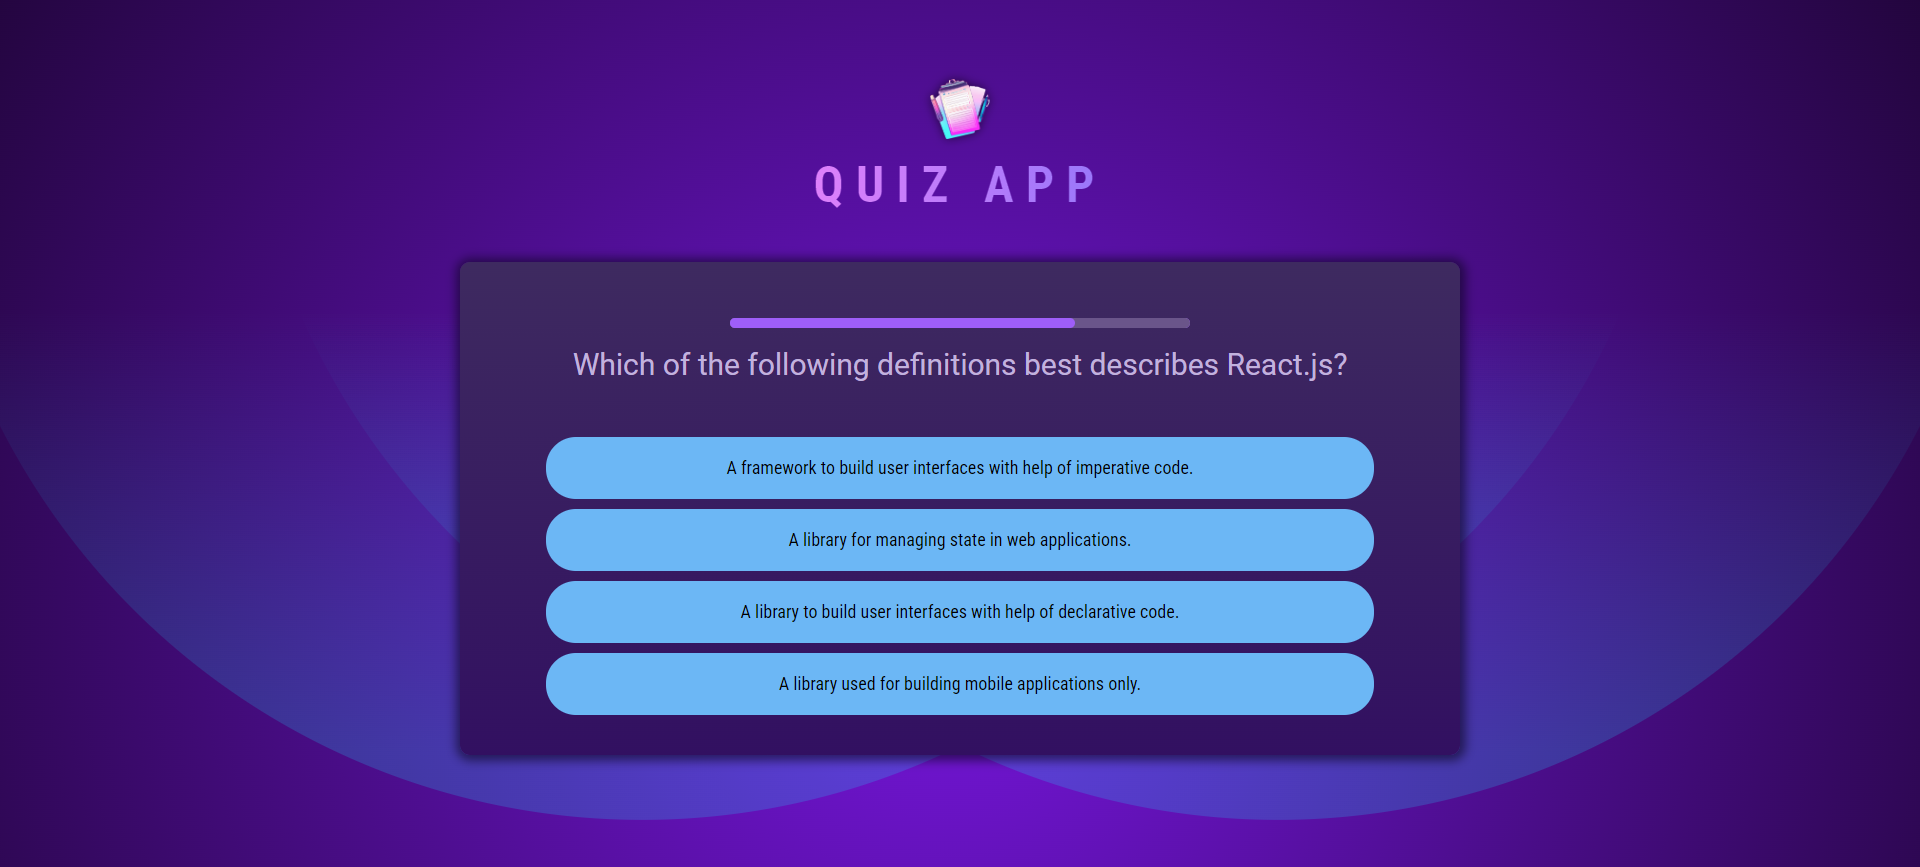 QUIZ APP
Which of the following definitions best describes React.js?
A framework to build user interfaces with help of imperative code.
A library for managing state in web applications.
A library to build user interfaces with help of declarative code.
A library used for building mobile applications only.